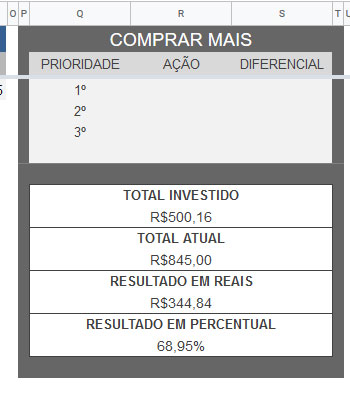 O P Q R S T U
COMPRAR MAIS
PRIORIDADE AÇÃO DIFERENCIAL
1º
2º
3º
TOTAL INVESTIDO
R$500,16
TOTAL ATUAL
R$845,00
RESULTADO EM REAIS
R$344,84
RESULTADO EM PERCENTUAL
68,95%